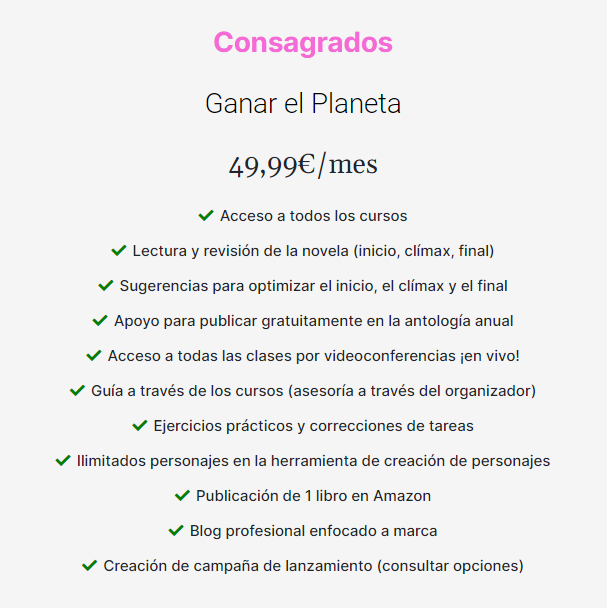 Consagrados
Ganar el Planeta
49,99€/mes
Acceso a todos los cursos
Lectura y revisión de la novela (inicio, clímax, final)
Sugerencias para optimizar el inicio, el clímax y el final
Apoyo para publicar gratuitamente en la antología anual
Acceso a todas las clases por videoconferencias ¡en vivo!
Guía a través de los cursos (asesoría a través del organizador)
Ejercicios prácticos y correcciones de tareas
Ilimitados personajes en la herramienta de creación de personajes
Publicación de 1 libro en Amazon
Blog profesional enfocado a marca
Creación de campaña de lanzamiento (consultar opciones)